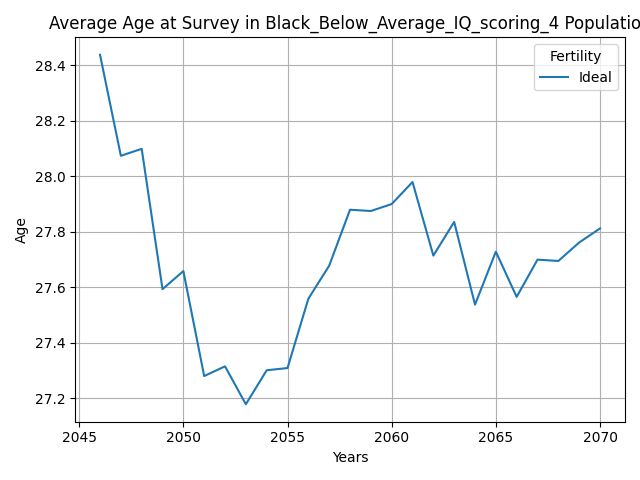 Average Age at Survey in Black_Below_Average_IQ_scoring_4 Populatio
Fertility
Ideal
28.4
28.2
28.0
27.8
27.6
27.4
27.2
Age
2045 2050 2055 2060 2065 2070
Years